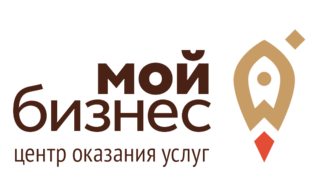 мой
бизнес
центр оказания услуг